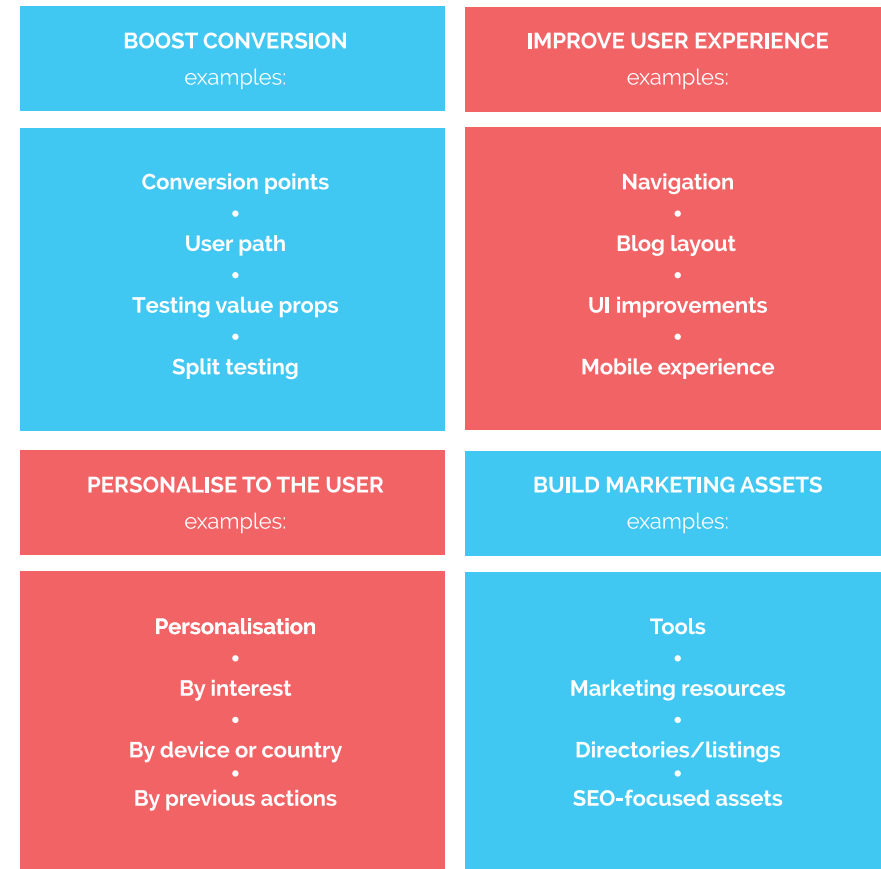 BOOST CONVERSION
examples:
Conversion points
•
User path
•
Testing value props
•
Split testing
IMPROVE USER EXPERIENCE
examples:
Navigation
•
Blog layout
•
UI improvements
•
Mobile experience
PERSONALISE TO THE USER
examples:
Personalisation
•
By interest
•
By device or country
•
By previous actions
BUILD MARKETING ASSETS
examples:
Tools
•
Marketing resources
•
Directories/listings
•
SEO-focused assets